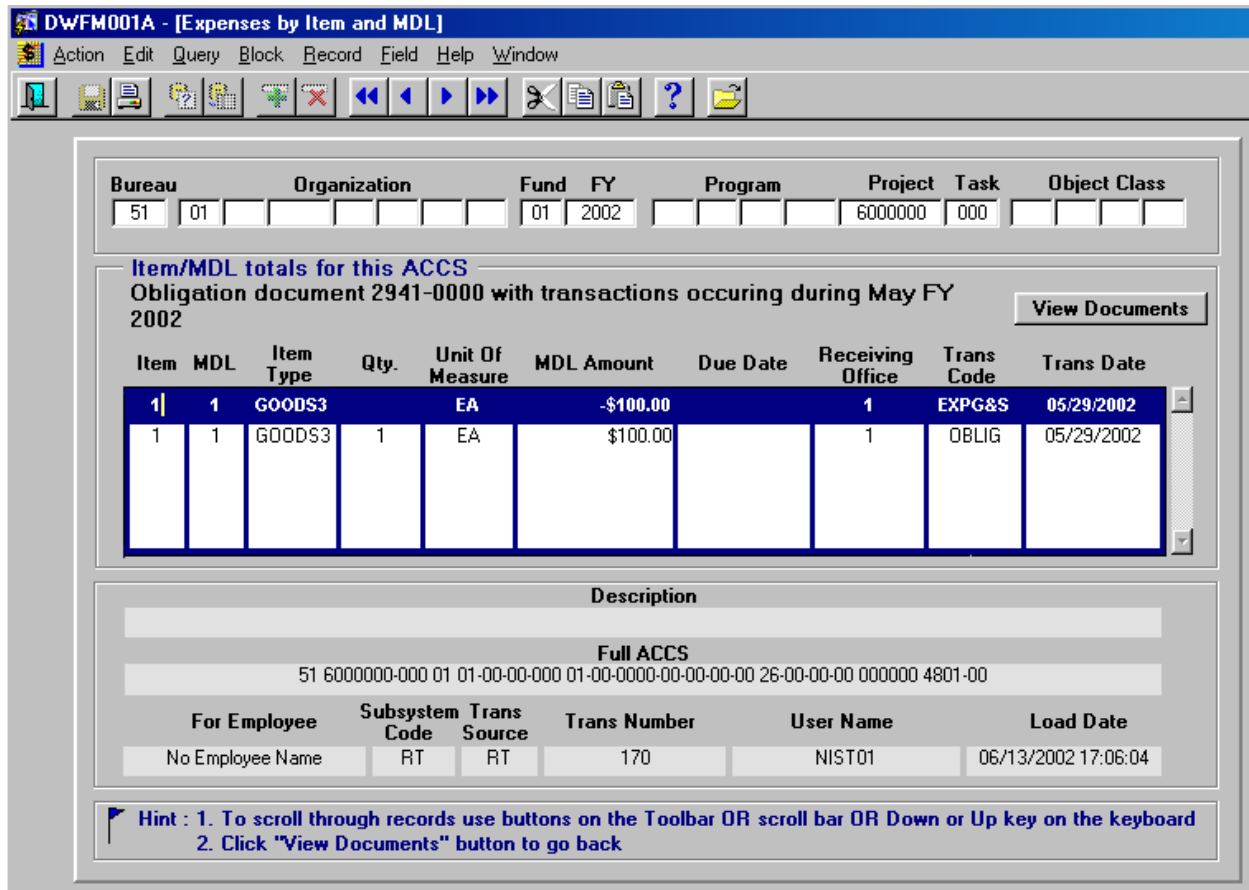 DWFM001A - [Expenses by Item and MDL]
Action Edit Query Block Record Field Help Window
Bureau Organization Fund FY Program Project Task Object Class
51 01 01 2002 6000000 000
Item/MDL totals for this ACCS
Obligation document 2941-0000 with transactions occuring during May FY
2002
View Documents
Item MDL Item Type Qty. Unit Of Measure MDL Amount Due Date Receiving Office Trans Code Trans Date
1 1 GOODS3 EA -$100.00 1 EXPG&S 05/29/2002
1 1 GOODS3 1 EA $100.00 1 OBLIG 05/29/2002
Description
Full ACCS
51 6000000-000 01 01-00-00-000 01-00-0000-00-00-00-00 26-00-00-00 000000 4801-00
For Employee Subsystem Code Trans Source Trans Number User Name Load Date
No Employee Name RT RT 170 NIST01 06/13/2002 17:06:04
Hint : 1. To scroll through records use buttons on the Toolbar OR scroll bar OR Down or Up key on the keyboard
2. Click "View Documents" button to go back